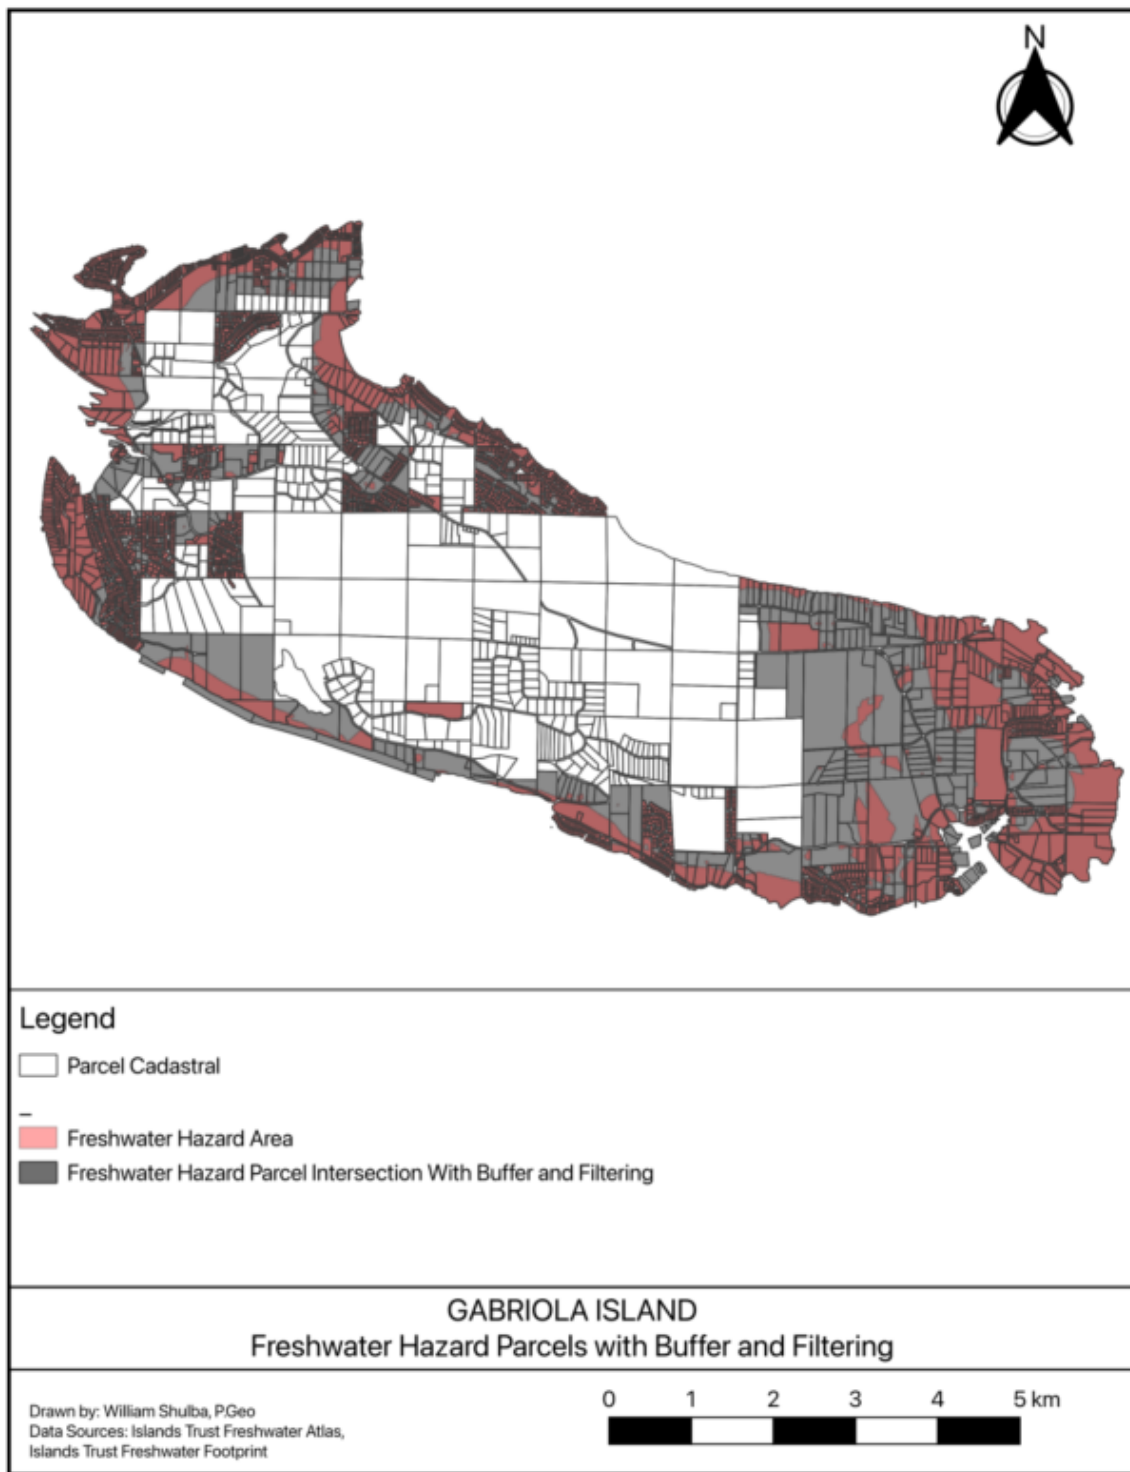 N
Legend
Parcel Cadastral
–
Freshwater Hazard Area
Freshwater Hazard Parcel Intersection With Buffer and Filtering
GABRIOLA ISLAND
Freshwater Hazard Parcels with Buffer and Filtering
Drawn by: William Shulba, P.Geo
Data Sources: Islands Trust Freshwater Atlas,
Islands Trust Freshwater Footprint
0 1 2 3 4 5 km